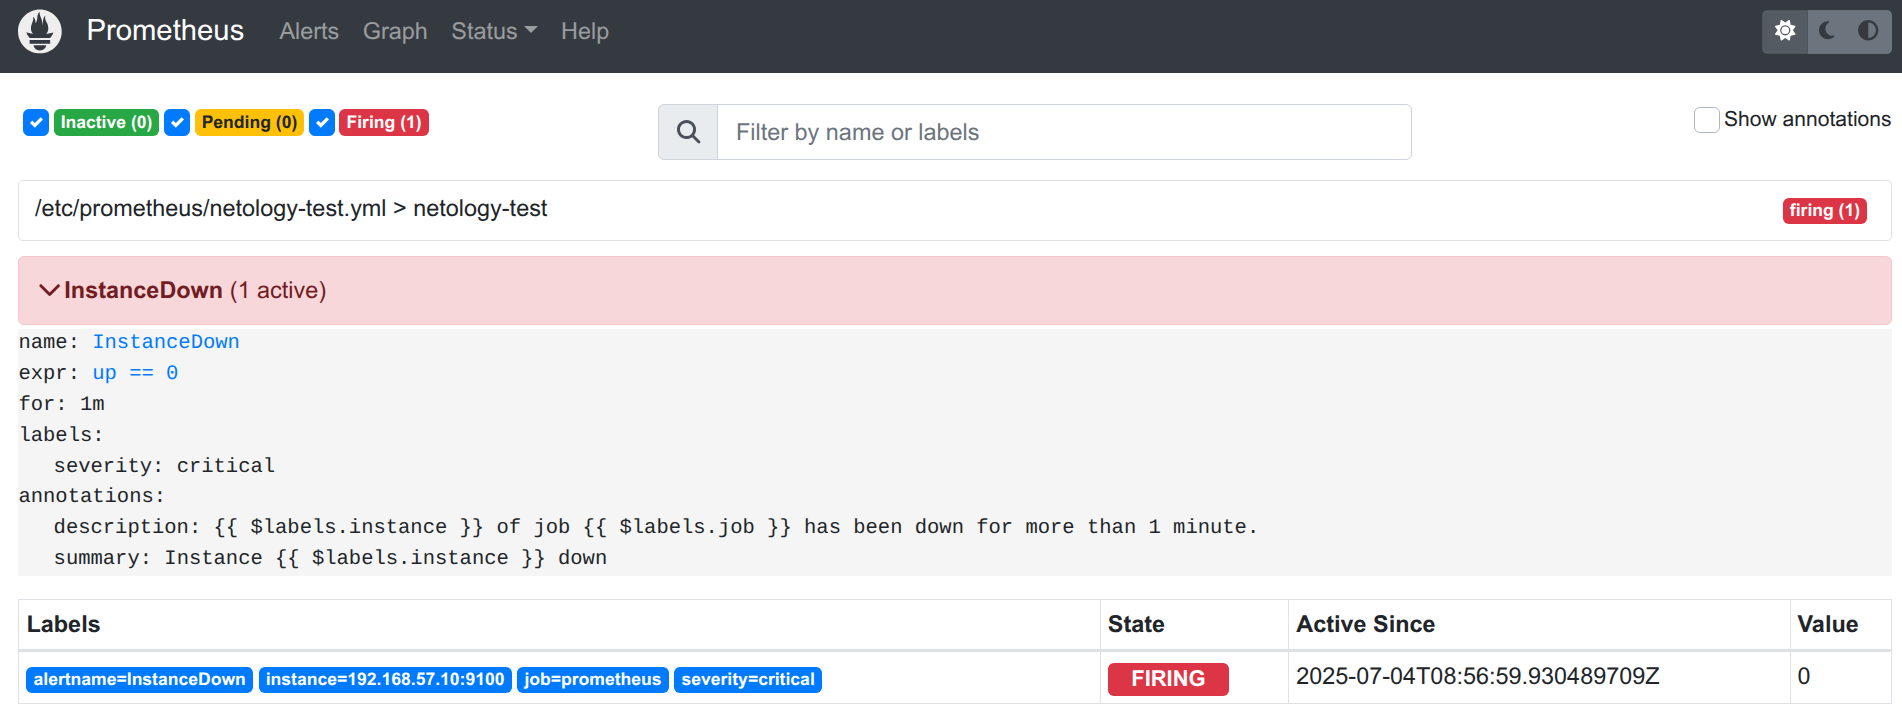 Prometheus Alerts Graph Status Help
Inactive (0) Pending (0) Firing (1) Filter by name or labels Show annotations
/etc/prometheus/netology-test.yml > netology-test firing (1)
InstanceDown (1 active)
name: InstanceDown
expr: up == 0
for: 1m
labels:
severity: critical
annotations:
description: {{ $labels.instance }} of job {{ $labels.job }} has been down for more than 1 minute.
summary: Instance {{ $labels.instance }} down
Labels State Active Since Value
alertname=InstanceDown instance=192.168.57.10:9100 job=prometheus severity=critical FIRING 2025-07-04T08:56:59.930489709Z 0